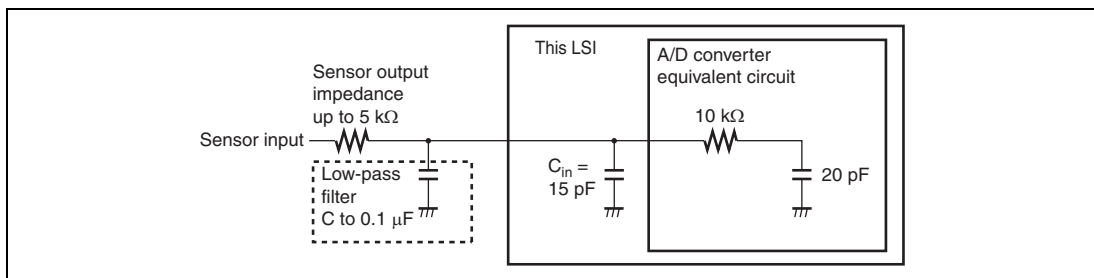 This LSI
A/D converter
equivalent circuit
Sensor output
impedance
up to 5 kΩ
10 kΩ
Sensor input
Low-pass
filter
C to 0.1 μF
Cin =
15 pF
20 pF